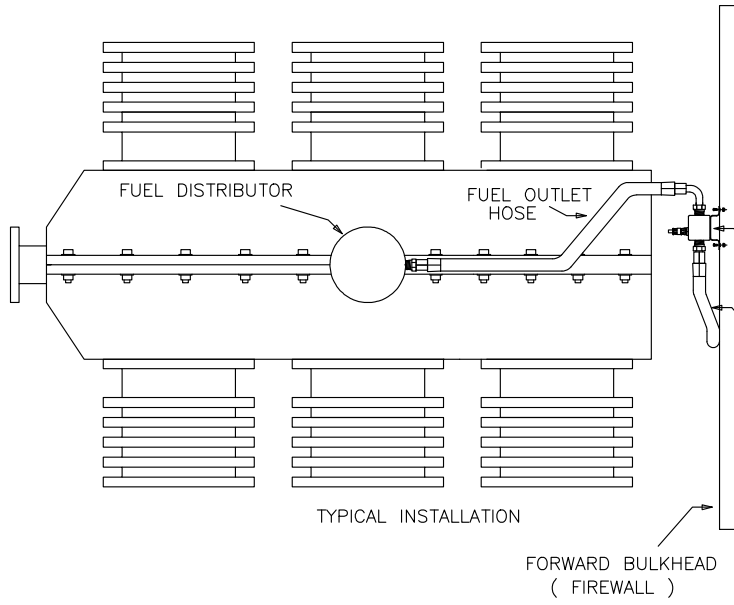 FUEL DISTRIBUTOR
FUEL OUTLET
HOSE
TYPICAL INSTALLATION
FORWARD BULKHEAD
( FIREWALL )